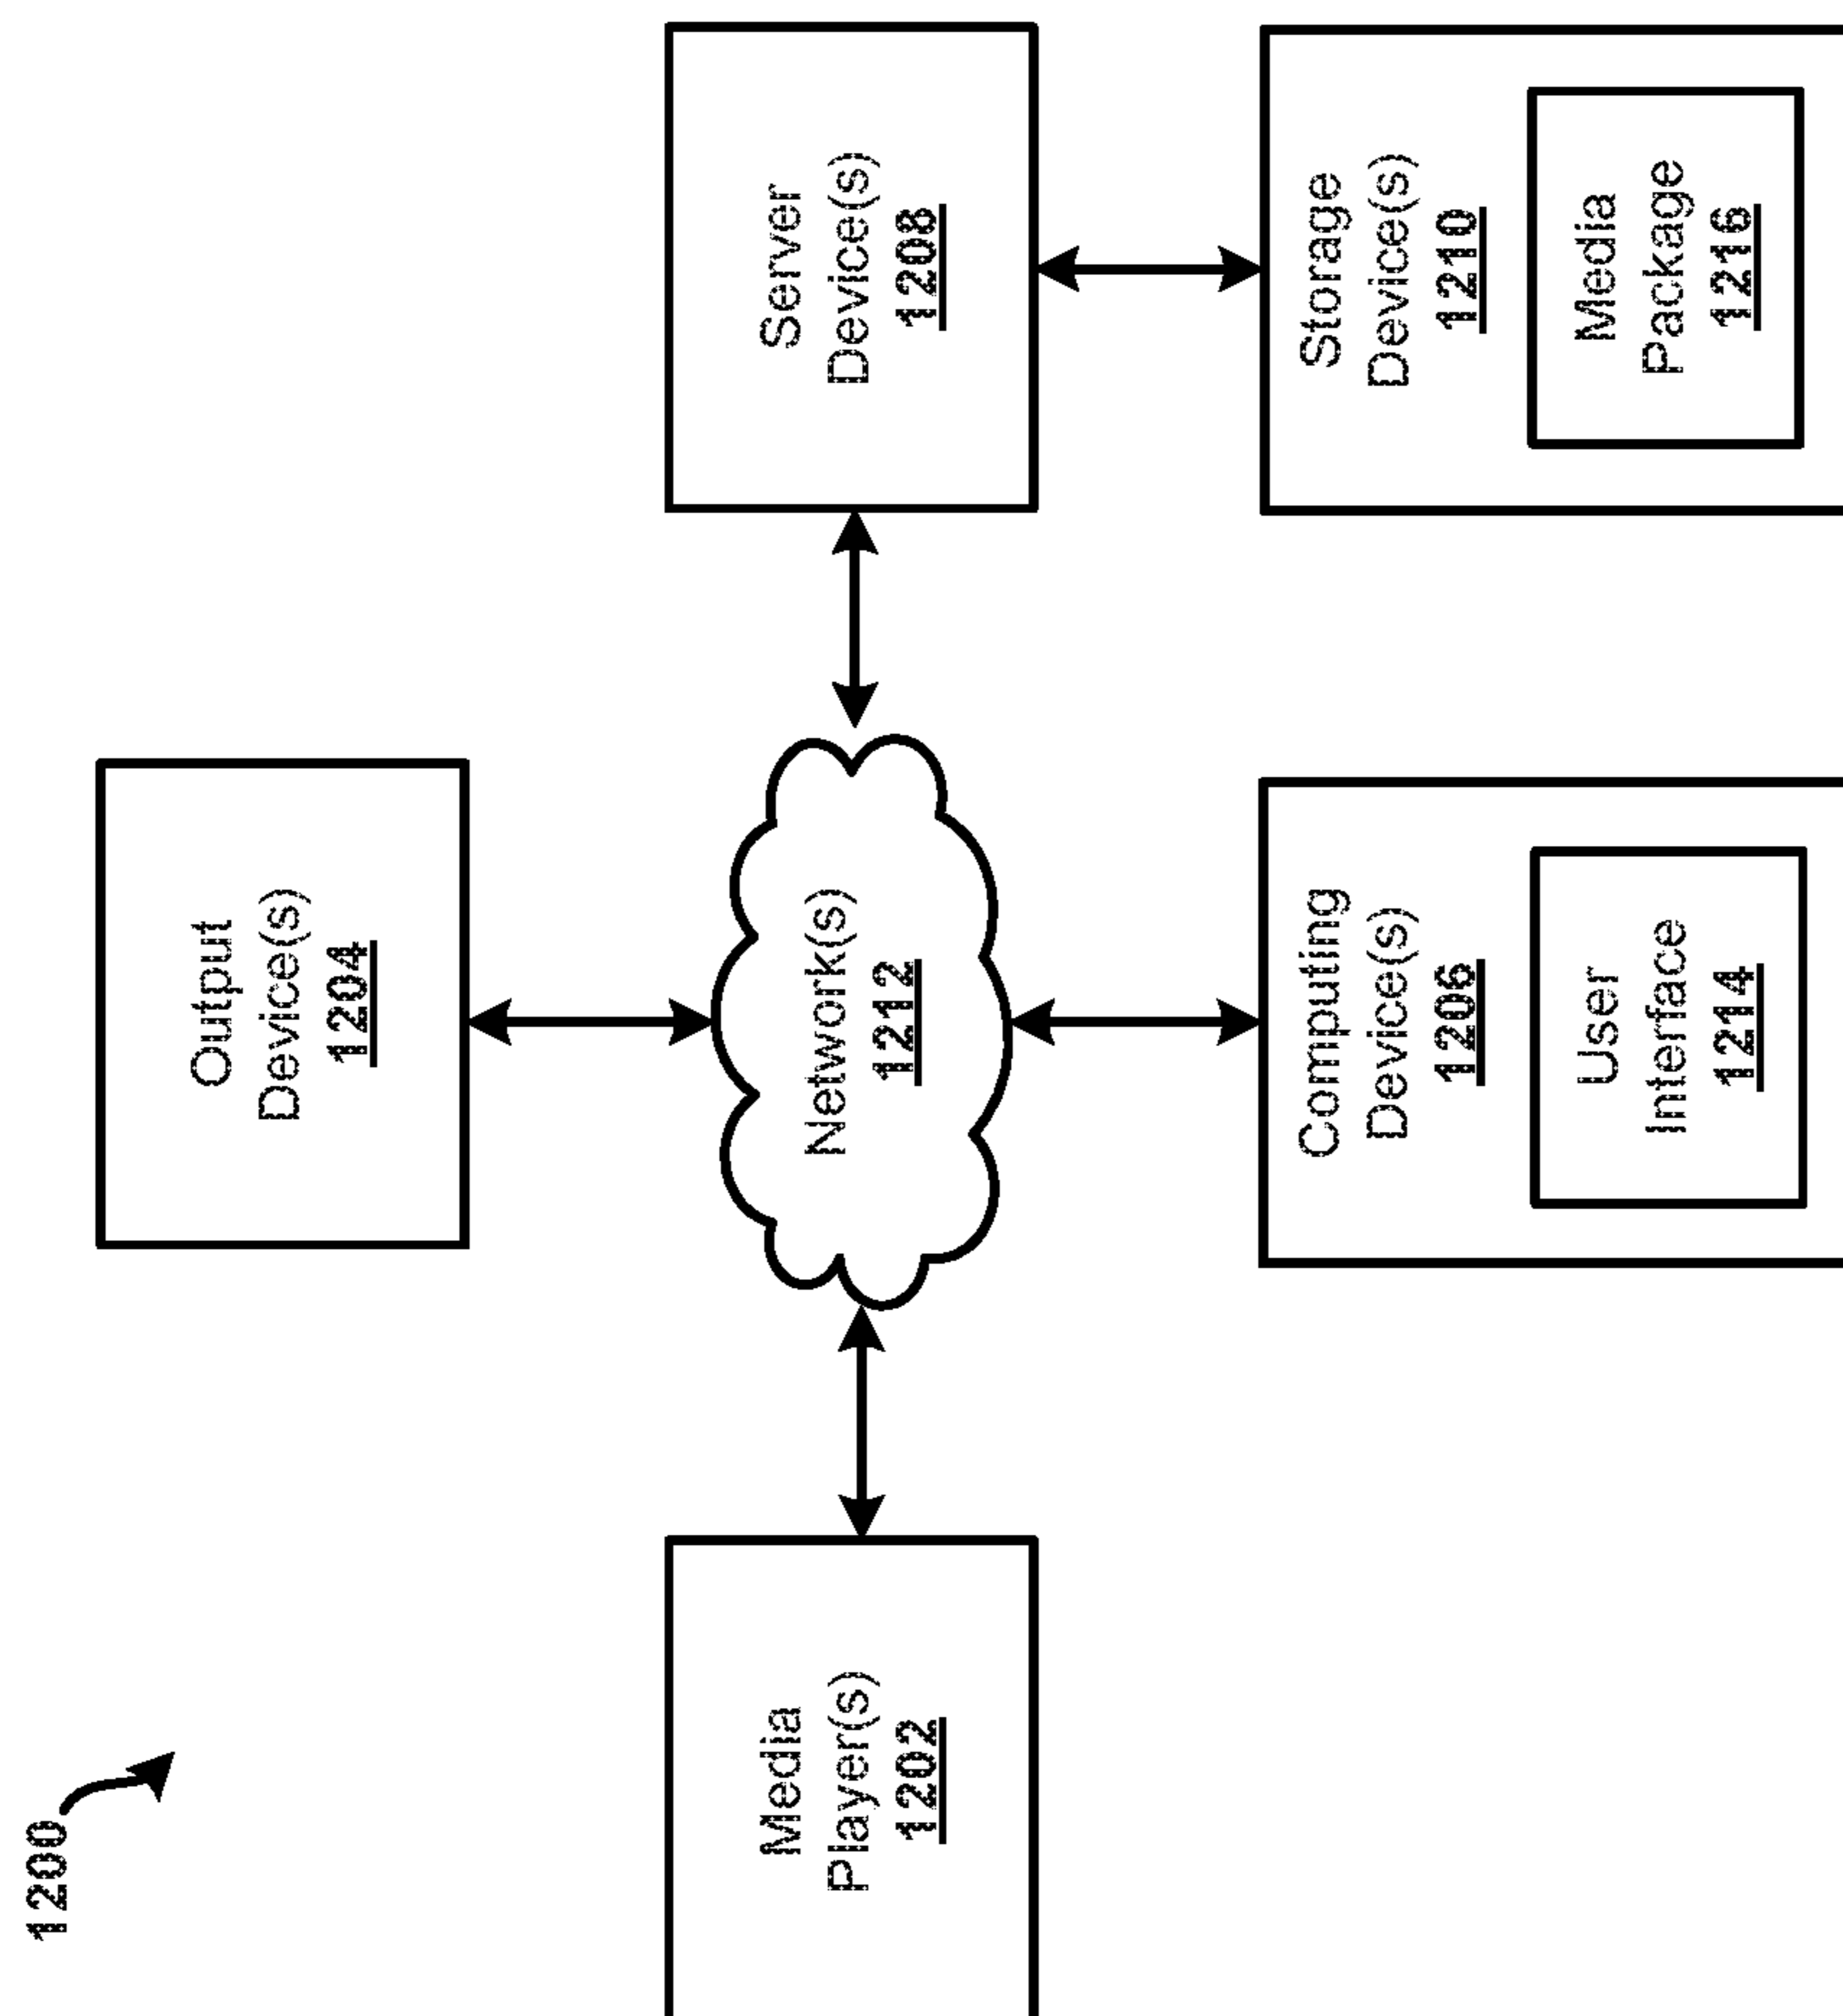 1200
Output
Device(s)
1204
Media
Player(s)
1202
Network(s)
1212
Server
Device(s)
1208
Computing
Device(s)
1206
User
Interface
1214
Storage
Device(s)
1210
Media
Package
1216